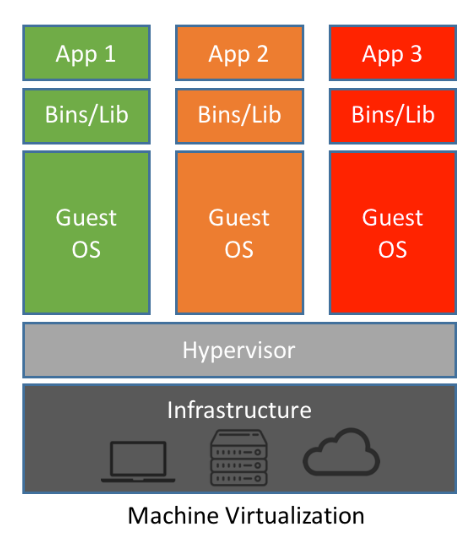 App 1
App 2
App 3
Bins/Lib
Bins/Lib
Bins/Lib
Guest
OS
Guest
OS
Guest
OS
Hypervisor
Infrastructure
Machine Virtualization